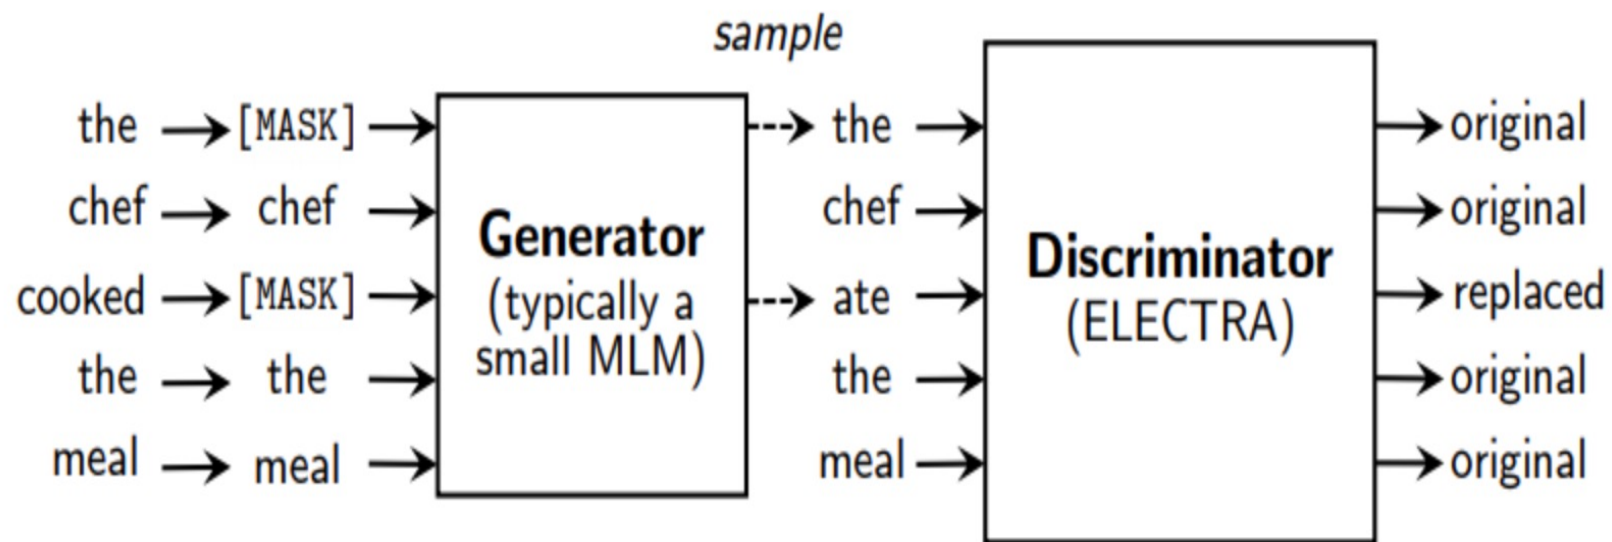 sample
the [MASK] the original
chef chef chef original
cooked [MASK] ate replaced
the the the original
meal meal meal original
Generator
(typically a
small MLM)
Discriminator
(ELECTRA)